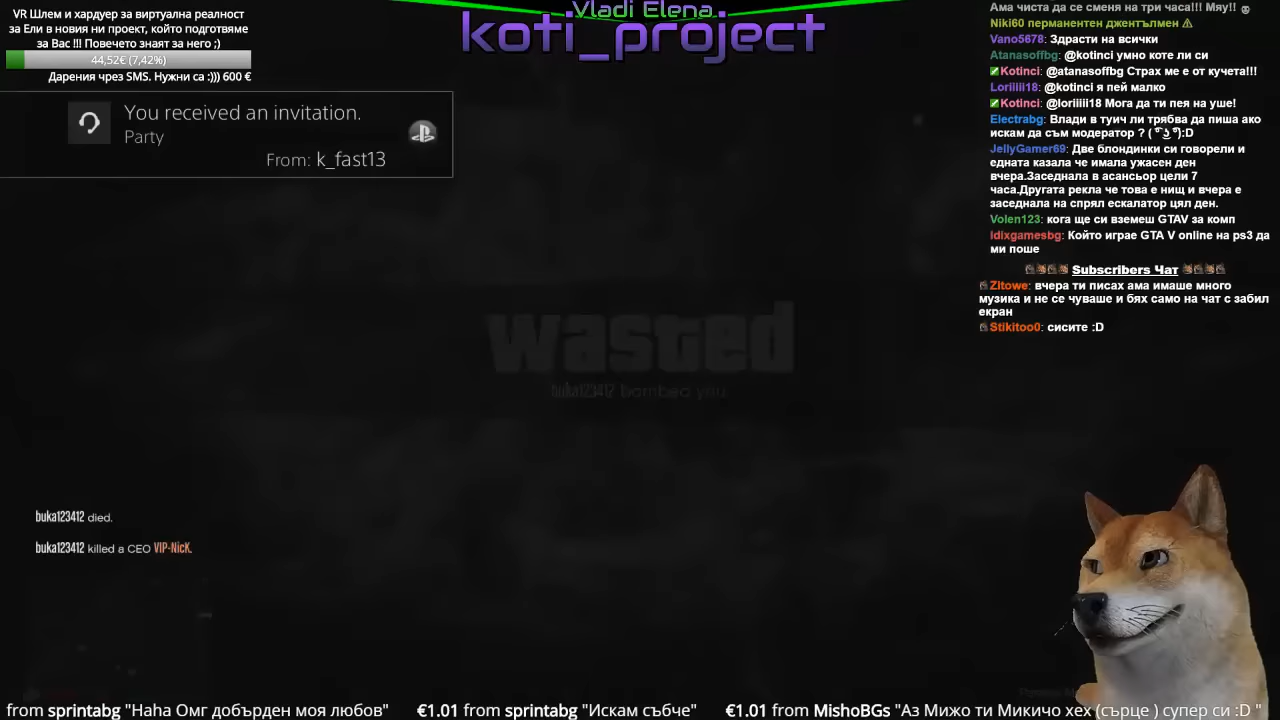 VR Шлем и хардуер за виртуална реалност
за Ели в новия ни проект, който подготвяме
за Вас !!! Повечето знаят за него ;)
44,52€ (7,42%)
Дарения чрез SMS. Нужни са :))) 600 €
Vladi Elena
koti_project
You received an invitation.
Party
From: k_fast13
Ама чиста да се сменя на три часа!!! Мяу!!
Niki60 перманентен джентълмен
Vano5678: Здрасти на всички
Atanasoffbg: @kotinci умно коте ли си
Kotinci: @atanasoffbg Страх ме е от кучета!!!
Loriiiii18: @kotinci я пей малко
Kotinci: @loriiiii18 Мога да ти пея на уше!
Electrabg: Влади в туич ли трябва да пиша ако
искам да съм модератор ? ( ͡° ͜ʖ ͡°):D
JellyGamer69: Две блондинки си говорели и
едната казала че имала ужасен ден
вчера.Заседнала в асансьор цели 7
часа.Другата рекла че това е нищ и вчера е
заседнала на спрял ескалатор цял ден.
Volen123: кога ще си вземеш GTAV за комп
idixgamesbg: Който играе GTA V online на ps3 да
ми поше
Subscribers Чат
Zitowe: вчера ти писах ама имаше много
музика и не се чуваше и бях само на чат с забил
екран
Stikitoo0: сисите :D
wasted
buka123412 bombed you
buka123412 died.
buka123412 killed a CEO VIP-NicK.
from sprintabg "Haha Омг добърден моя любов" €1.01 from sprintabg "Искам събче" €1.01 from MishoBGs "Аз Мижо ти Микичо хех (сърце ) супер си :D "